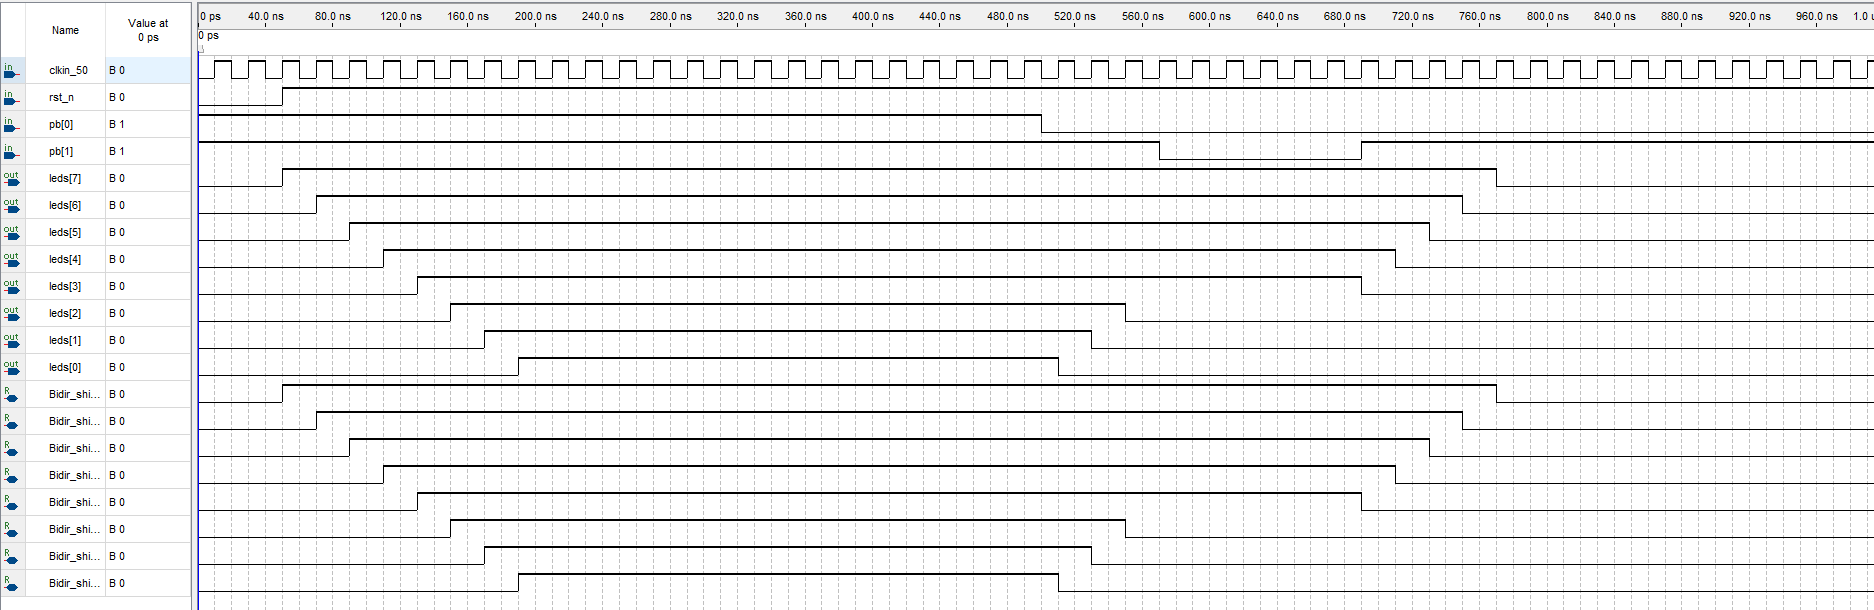 Name Value at 0 ps
0 ps 40.0 ns 80.0 ns 120.0 ns 160.0 ns 200.0 ns 240.0 ns 280.0 ns 320.0 ns 360.0 ns 400.0 ns 440.0 ns 480.0 ns 520.0 ns 560.0 ns 600.0 ns 640.0 ns 680.0 ns 720.0 ns 760.0 ns 800.0 ns 840.0 ns 880.0 ns 920.0 ns 960.0 ns 1.0 u
0 ps
in clkin_50 B 0
in rst_n B 0
in pb[0] B 1
in pb[1] B 1
out leds[7] B 0
out leds[6] B 0
out leds[5] B 0
out leds[4] B 0
out leds[3] B 0
out leds[2] B 0
out leds[1] B 0
out leds[0] B 0
R Bidir_shi... B 0
R Bidir_shi... B 0
R Bidir_shi... B 0
R Bidir_shi... B 0
R Bidir_shi... B 0
R Bidir_shi... B 0
R Bidir_shi... B 0
R Bidir_shi... B 0